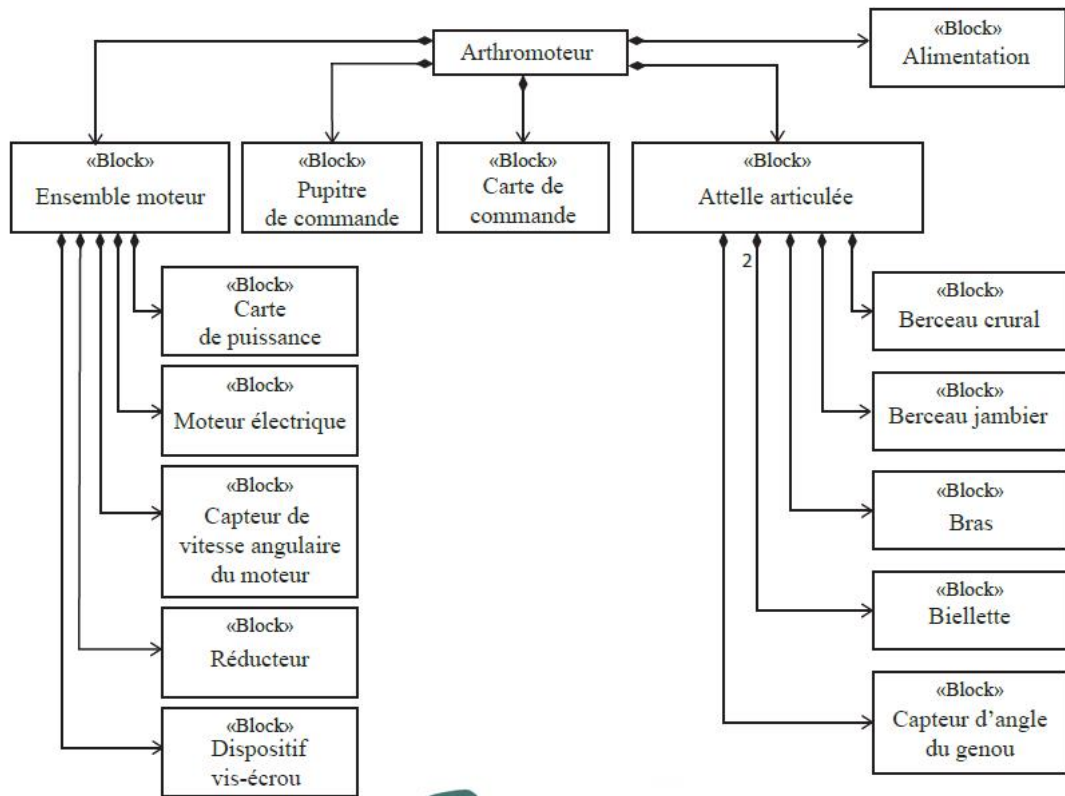 Arthromoteur
«Block»
Alimentation
«Block»
Ensemble moteur
«Block»
Pupitre
de commande
«Block»
Carte de
commande
«Block»
Attelle articulée
2
«Block»
Carte
de puissance
«Block»
Moteur électrique
«Block»
Capteur de
vitesse angulaire
du moteur
«Block»
Réducteur
«Block»
Dispositif
vis-écrou
«Block»
Berceau crural
«Block»
Berceau jambier
«Block»
Bras
«Block»
Biellette
«Block»
Capteur d'angle
du genou